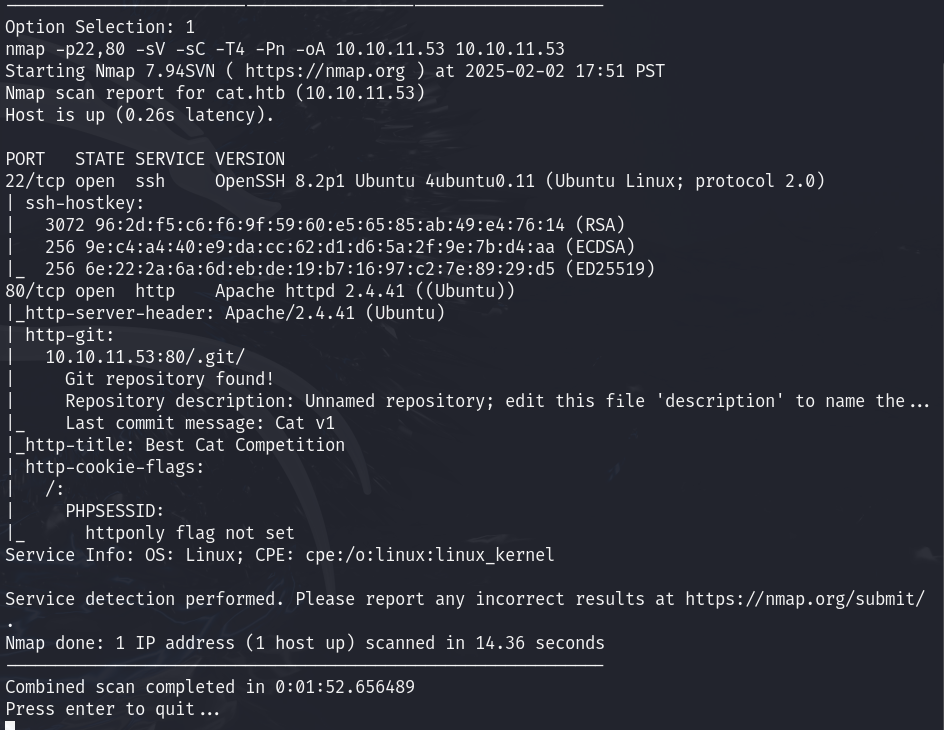 Option Selection: 1
nmap -p22,80 -sV -sC -T4 -Pn -oA 10.10.11.53 10.10.11.53
Starting Nmap 7.94SVN ( https://nmap.org ) at 2025-02-02 17:51 PST
Nmap scan report for cat.htb (10.10.11.53)
Host is up (0.26s latency).

PORT   STATE SERVICE VERSION
22/tcp open  ssh     OpenSSH 8.2p1 Ubuntu 4ubuntu0.11 (Ubuntu Linux; protocol 2.0)
| ssh-hostkey:
|   3072 96:2d:f5:c6:f6:9f:59:60:e5:65:85:ab:49:e4:76:14 (RSA)
|   256 9e:c4:a4:40:e9:da:cc:62:d1:d6:5a:2f:9e:7b:d4:aa (ECDSA)
|_  256 6e:22:2a:6a:6d:eb:de:19:b7:16:97:c2:7e:89:29:d5 (ED25519)
80/tcp open  http    Apache httpd 2.4.41 ((Ubuntu))
|_http-server-header: Apache/2.4.41 (Ubuntu)
| http-git:
|   10.10.11.53:80/.git/
|     Git repository found!
|     Repository description: Unnamed repository; edit this file 'description' to name the...
|_    Last commit message: Cat v1
|_http-title: Best Cat Competition
| http-cookie-flags:
|   /:
|     PHPSESSID:
|_      httponly flag not set
Service Info: OS: Linux; CPE: cpe:/o:linux:linux_kernel

Service detection performed. Please report any incorrect results at https://nmap.org/submit/
.
Nmap done: 1 IP address (1 host up) scanned in 14.36 seconds
Combined scan completed in 0:01:52.656489
Press enter to quit...